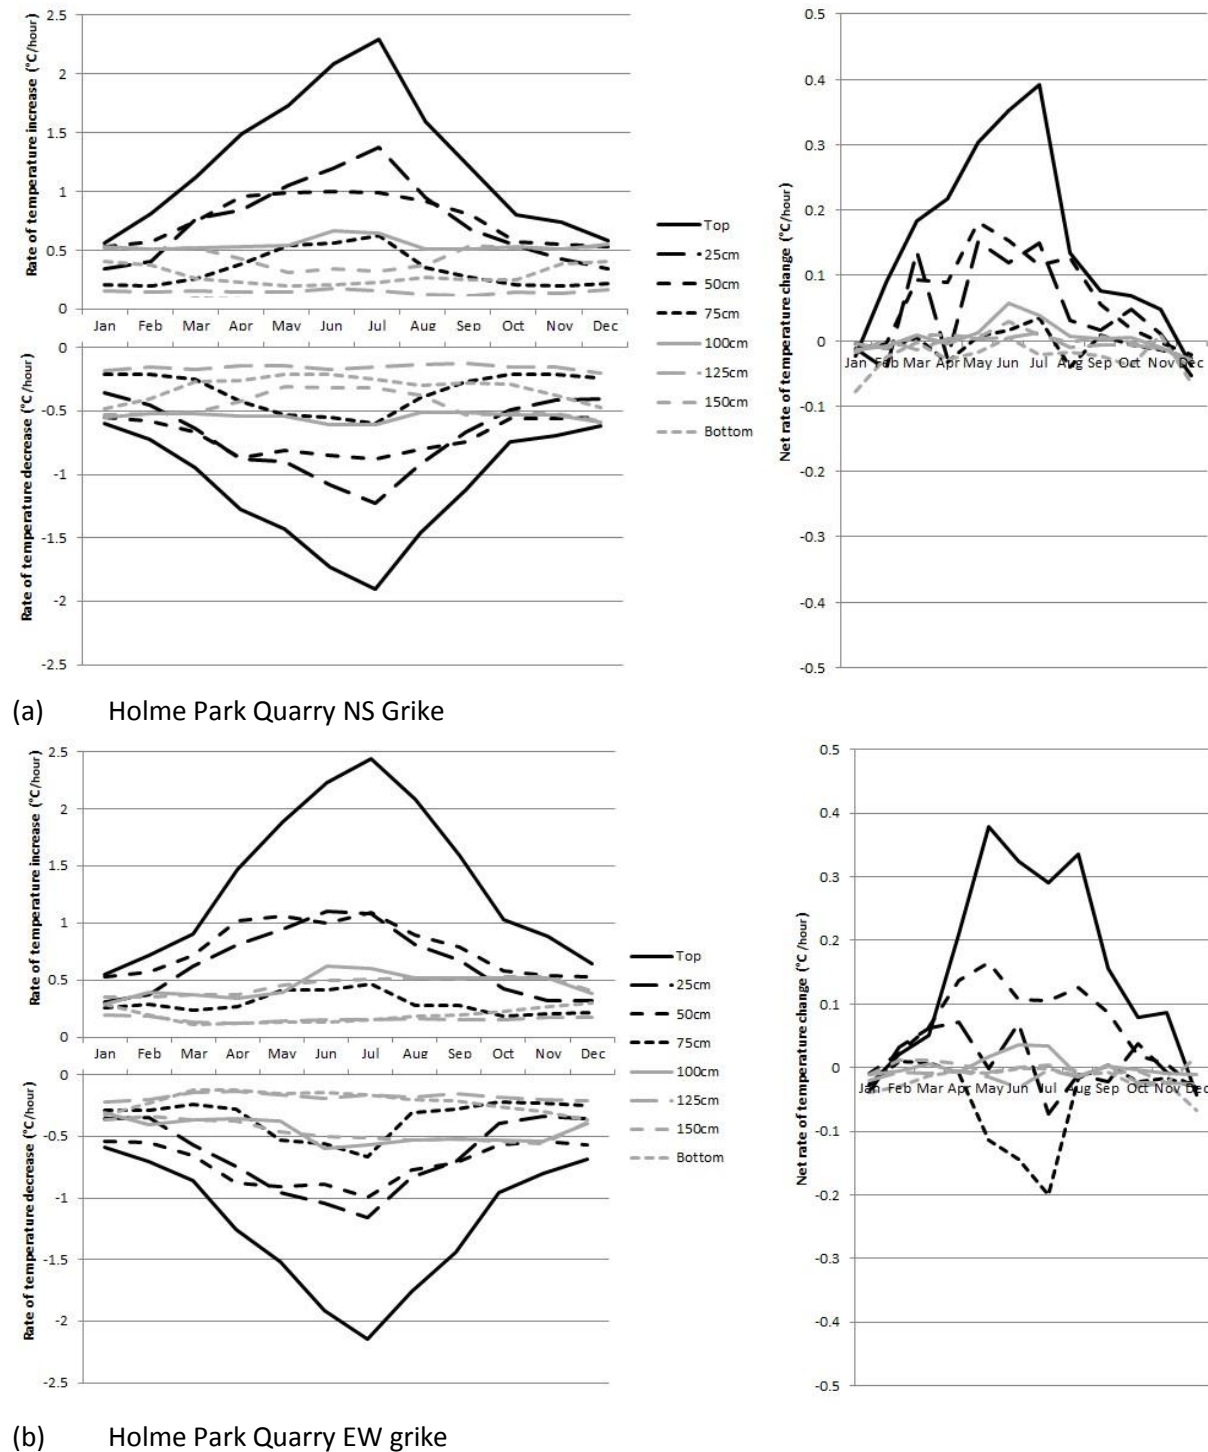 Rate of temperature increase (°C/hour)
2.5
2
1.5
1
0.5
0
Jan Feb Mar Apr May Jun Jul Aug Sep Oct Nov Dec
Rate of temperature decrease (°C/hour)
0
-0.5
-1
-1.5
-2
-2.5
Top
25cm
50cm
75cm
100cm
125cm
150cm
Bottom
Net rate of temperature change (°C/hour)
0.5
0.4
0.3
0.2
0.1
0
-0.1
-0.2
-0.3
-0.4
-0.5
Jan Feb Mar Apr May Jun Jul Aug Sep Oct Nov Dec
(a) Holme Park Quarry NS Grike
Rate of temperature increase (°C/hour)
2.5
2
1.5
1
0.5
0
Jan Feb Mar Apr May Jun Jul Aug Sep Oct Nov Dec
Rate of temperature decrease (°C/hour)
0
-0.5
-1
-1.5
-2
-2.5
Top
25cm
50cm
75cm
100cm
125cm
150cm
Bottom
Net rate of temperature change (°C /hour)
0.5
0.4
0.3
0.2
0.1
0
-0.1
-0.2
-0.3
-0.4
-0.5
Jan Feb Mar Apr May Jun Jul Aug Sep Oct Nov Dec
(b) Holme Park Quarry EW grike